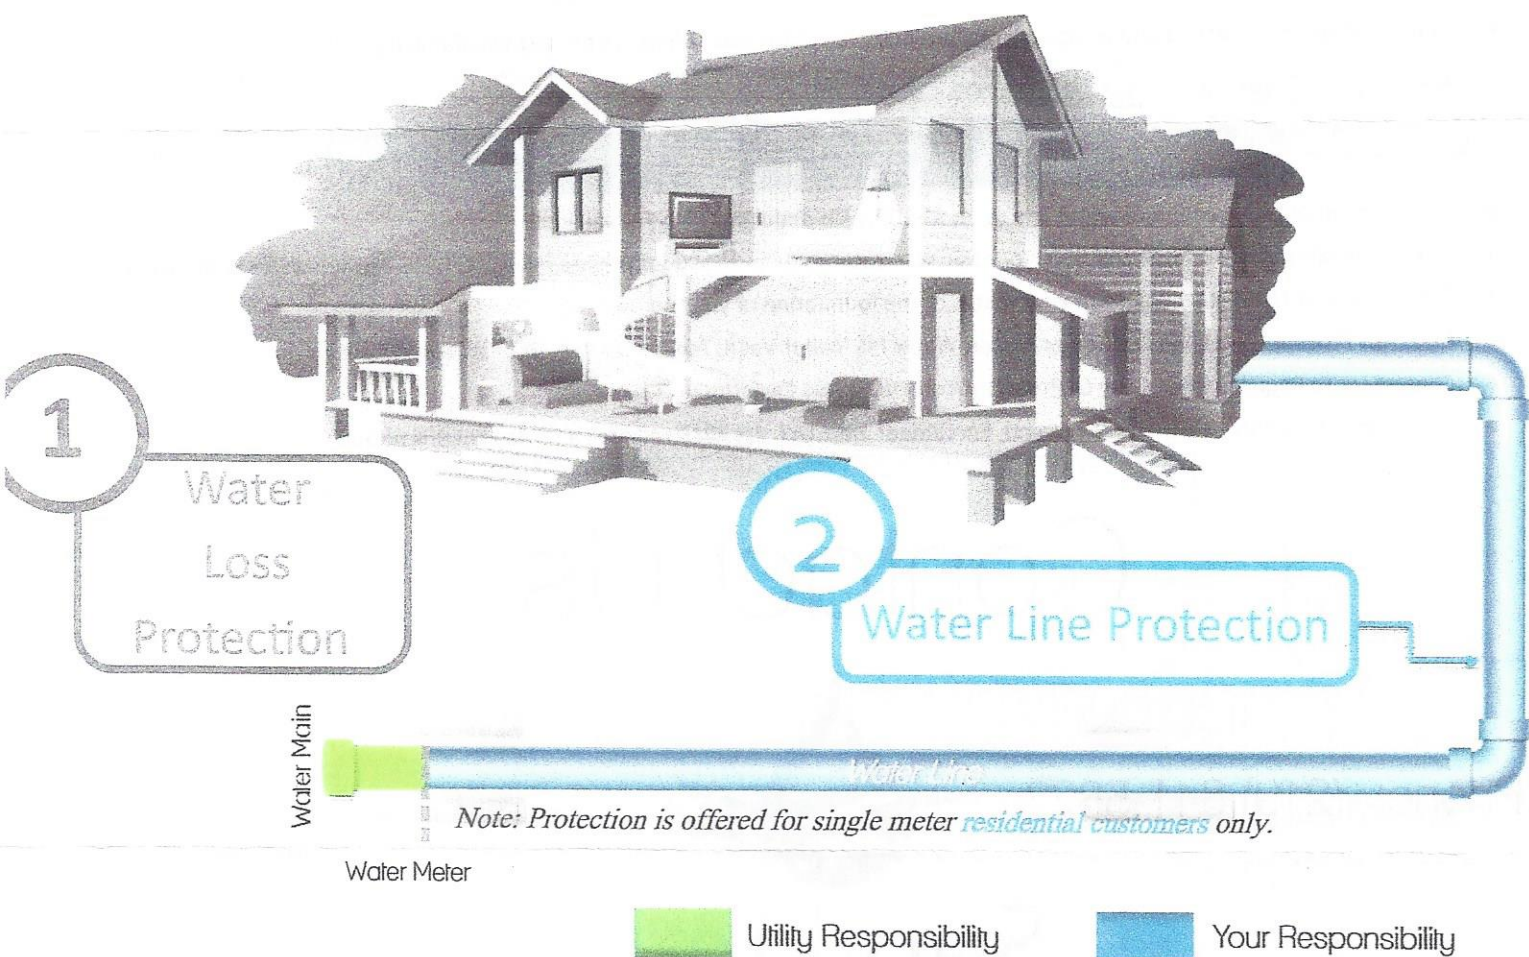 1
Water
Loss
Protection
2
Water Line Protection
Water Main
Water Line
Note: Protection is offered for single meter residential customers only.
Water Meter
Utility Responsibility
Your Responsibility